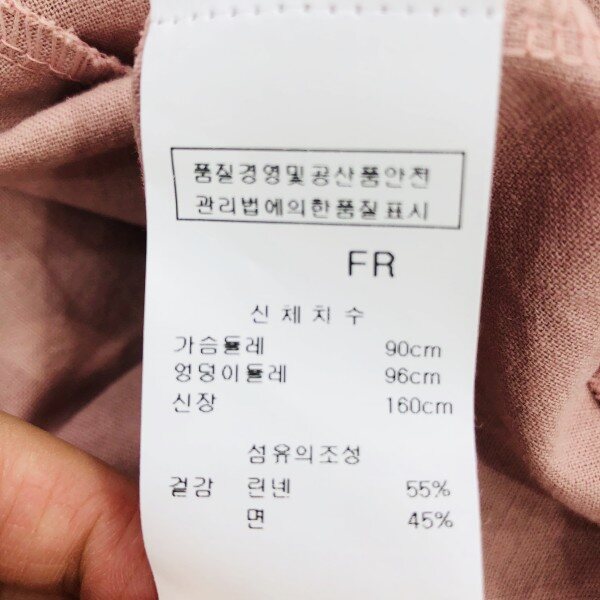 품질경영및공산품안전
관리법에의한품질표시
FR
신체치수
가슴둘레 90cm
엉덩이둘레 96cm
신장 160cm
섬유의조성
겉감 린넨 55%
면 45%